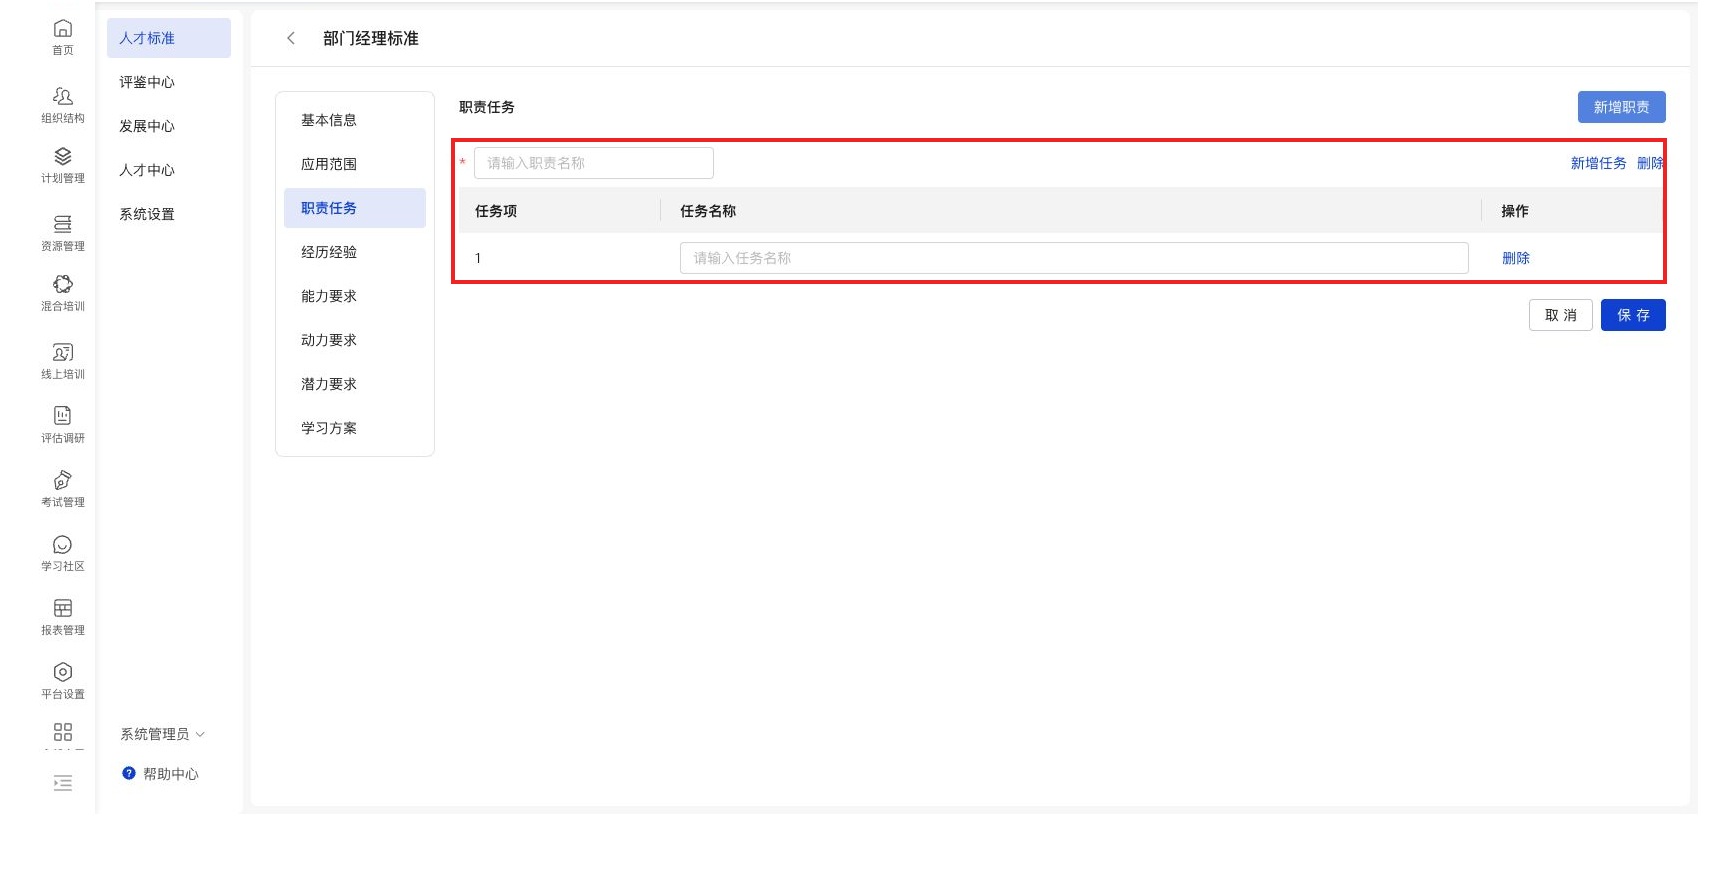 首页
组织结构
计划管理
资源管理
混合培训
线上培训
评估调研
考试管理
学习社区
报表管理
平台设置
人才标准
评鉴中心
发展中心
人才中心
系统设置
系统管理员
帮助中心
部门经理标准
基本信息
应用范围
职责任务
经历经验
能力要求
动力要求
潜力要求
学习方案
职责任务 新增职责
* 请输入职责名称 新增任务 删除
任务项 任务名称 操作
1 请输入任务名称 删除
取 消 保 存